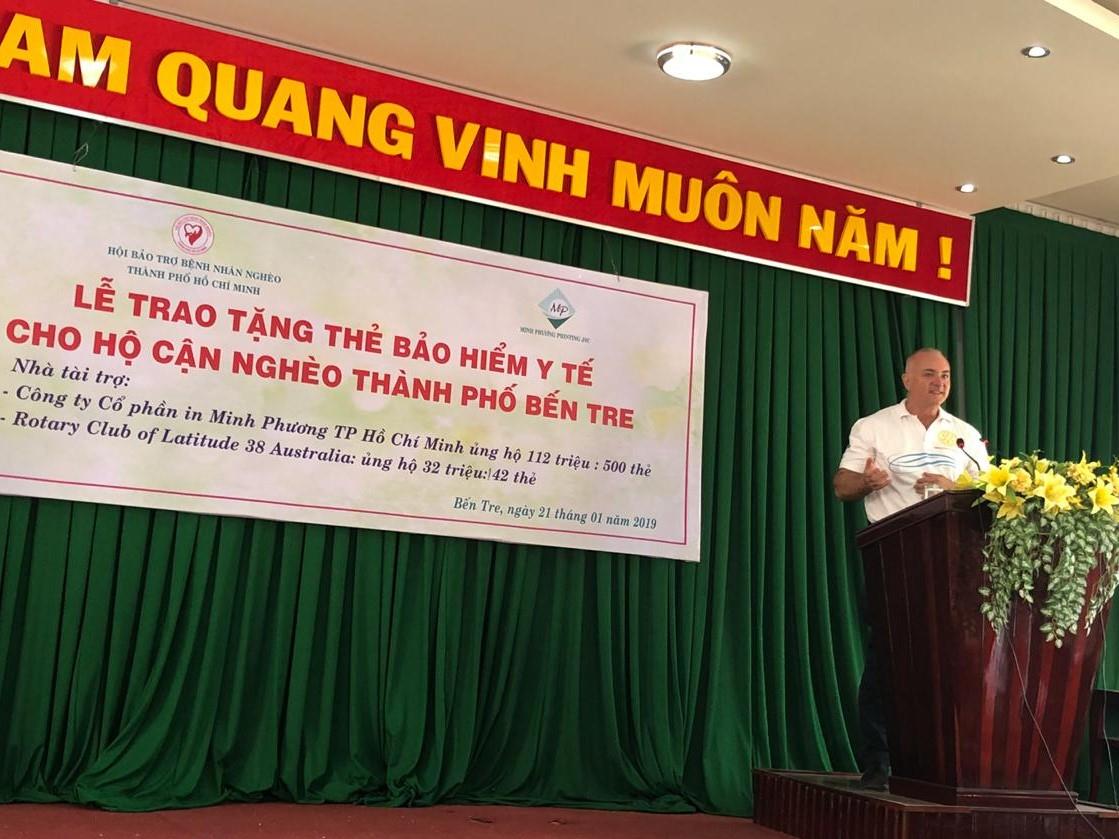 AM QUANG VINH MUÔN NĂM !
HỘI BẢO TRỢ BỆNH NHÂN NGHÈO
THÀNH PHỐ HỒ CHÍ MINH
MP
MINH PHƯƠNG PRINTING JSC
LỄ TRAO TẶNG THẺ BẢO HIỂM Y TẾ
CHO HỘ CẬN NGHÈO THÀNH PHỐ BẾN TRE
Nhà tài trợ:
- Công ty Cổ phần in Minh Phương TP Hồ Chí Minh ủng hộ 112 triệu : 500 thẻ
- Rotary Club of Latitude 38 Australia: ủng hộ 32 triệu:142 thẻ
Bến Tre, ngày 21 tháng 01 năm 2019